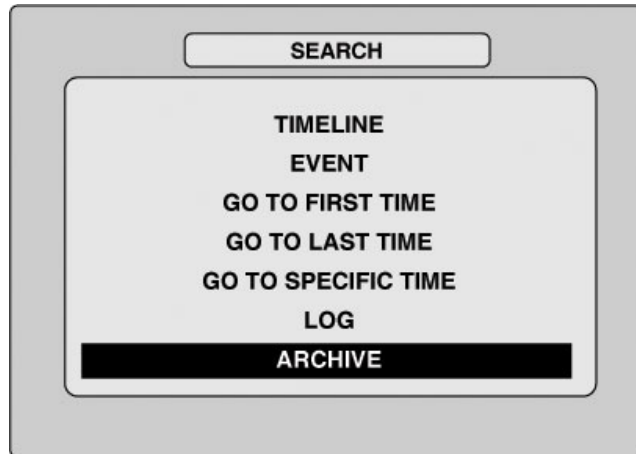 SEARCH
TIMELINE
EVENT
GO TO FIRST TIME
GO TO LAST TIME
GO TO SPECIFIC TIME
LOG
ARCHIVE